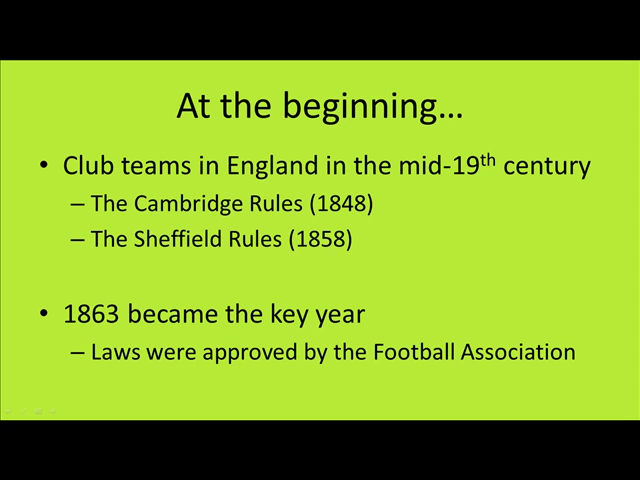 At the beginning…
• Club teams in England in the mid-19th century
– The Cambridge Rules (1848)
– The Sheffield Rules (1858)
• 1863 became the key year
– Laws were approved by the Football Association